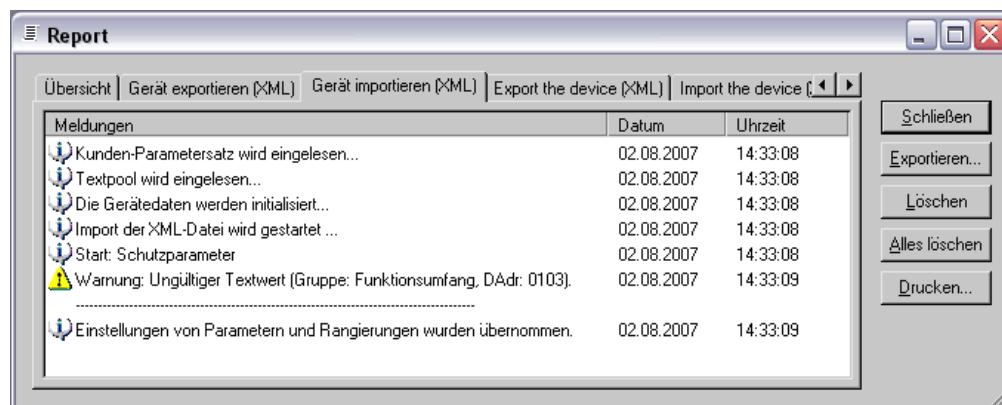 Report
Übersicht Gerät exportieren (XML) Gerät importieren (XML) Export the device (XML) Import the device (
Meldungen Datum Uhrzeit
Kunden-Parametersatz wird eingelesen... 02.08.2007 14:33:08
Textpool wird eingelesen... 02.08.2007 14:33:08
Die Gerätedaten werden initialisiert... 02.08.2007 14:33:08
Import der XML-Datei wird gestartet ... 02.08.2007 14:33:08
Start: Schutzparameter 02.08.2007 14:33:08
Warnung: Ungültiger Textwert (Gruppe: Funktionsumfang, DAdr: 0103). 02.08.2007 14:33:09
--------------------------------------------------------------------------------
Einstellungen von Parametern und Rangierungen wurden übernommen. 02.08.2007 14:33:09
Schließen
Exportieren...
Löschen
Alles löschen
Drucken...